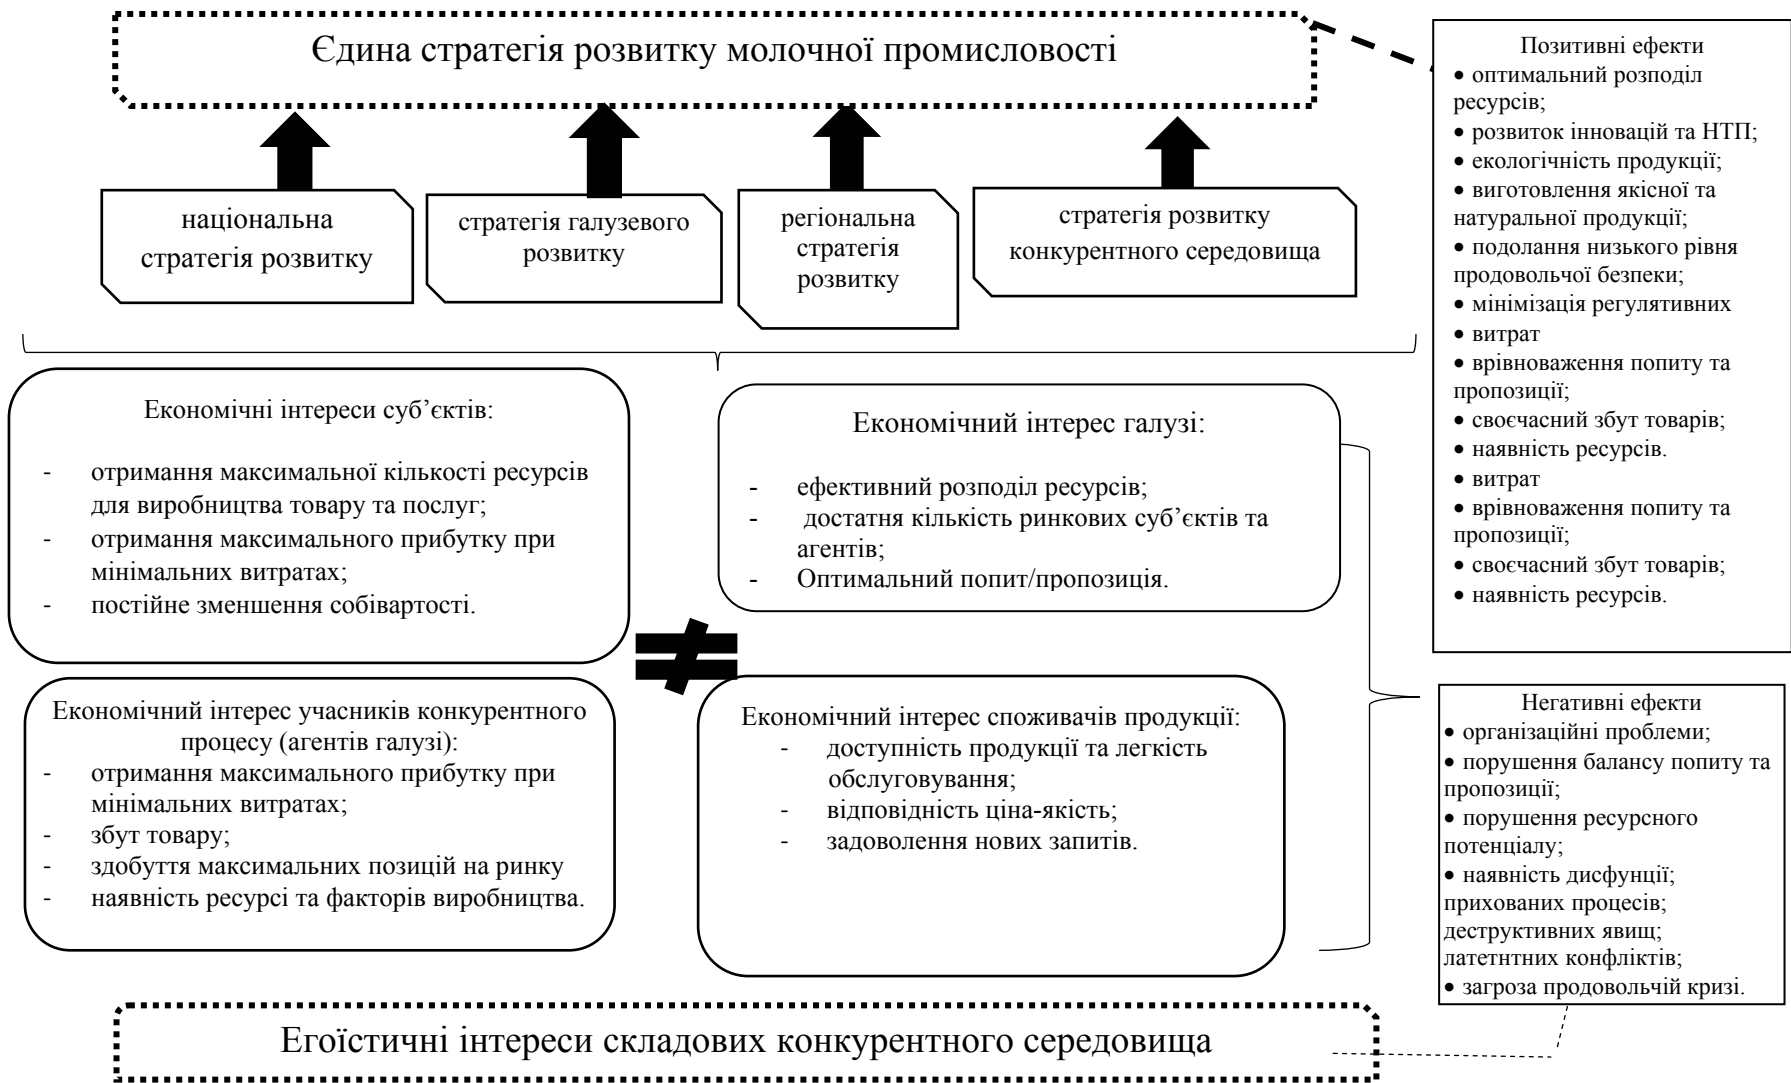 Єдина стратегія розвитку молочної промисловості
національна
стратегія розвитку
стратегія галузевого
розвитку
регіональна
стратегія
розвитку
стратегія розвитку
конкурентного середовища
Позитивні ефекти
• оптимальний розподіл
ресурсів;
• розвиток інновацій та НТП;
• екологічність продукції;
• виготовлення якісної та
натуральної продукції;
• подолання низького рівня
продовольчої безпеки;
• мінімізація регулятивних
• витрат
• врівноваження попиту та
пропозиції;
• своєчасний збут товарів;
• наявність ресурсів.
• витрат
• врівноваження попиту та
пропозиції;
• своєчасний збут товарів;
• наявність ресурсів.
Економічні інтереси суб’єктів:
- отримання максимальної кількості ресурсів
для виробництва товару та послуг;
- отримання максимального прибутку при
мінімальних витратах;
- постійне зменшення собівартості.
Економічний інтерес галузі:
- ефективний розподіл ресурсів;
- достатня кількість ринкових суб’єктів та
агентів;
- Оптимальний попит/пропозиція.
≠
Економічний інтерес учасників конкурентного
процесу (агентів галузі):
- отримання максимального прибутку при
мінімальних витратах;
- збут товару;
- здобуття максимальних позицій на ринку
- наявність ресурсі та факторів виробництва.
Економічний інтерес споживачів продукції:
- доступність продукції та легкість
обслуговування;
- відповідність ціна-якість;
- задоволення нових запитів.
Негативні ефекти
• організаційні проблеми;
• порушення балансу попиту та
пропозиції;
• порушення ресурсного
потенціалу;
• наявність дисфунції;
прихованих процесів;
деструктивних явищ;
латетнтних конфліктів;
• загроза продовольчій кризі.
Егоїстичні інтереси складових конкурентного середовища